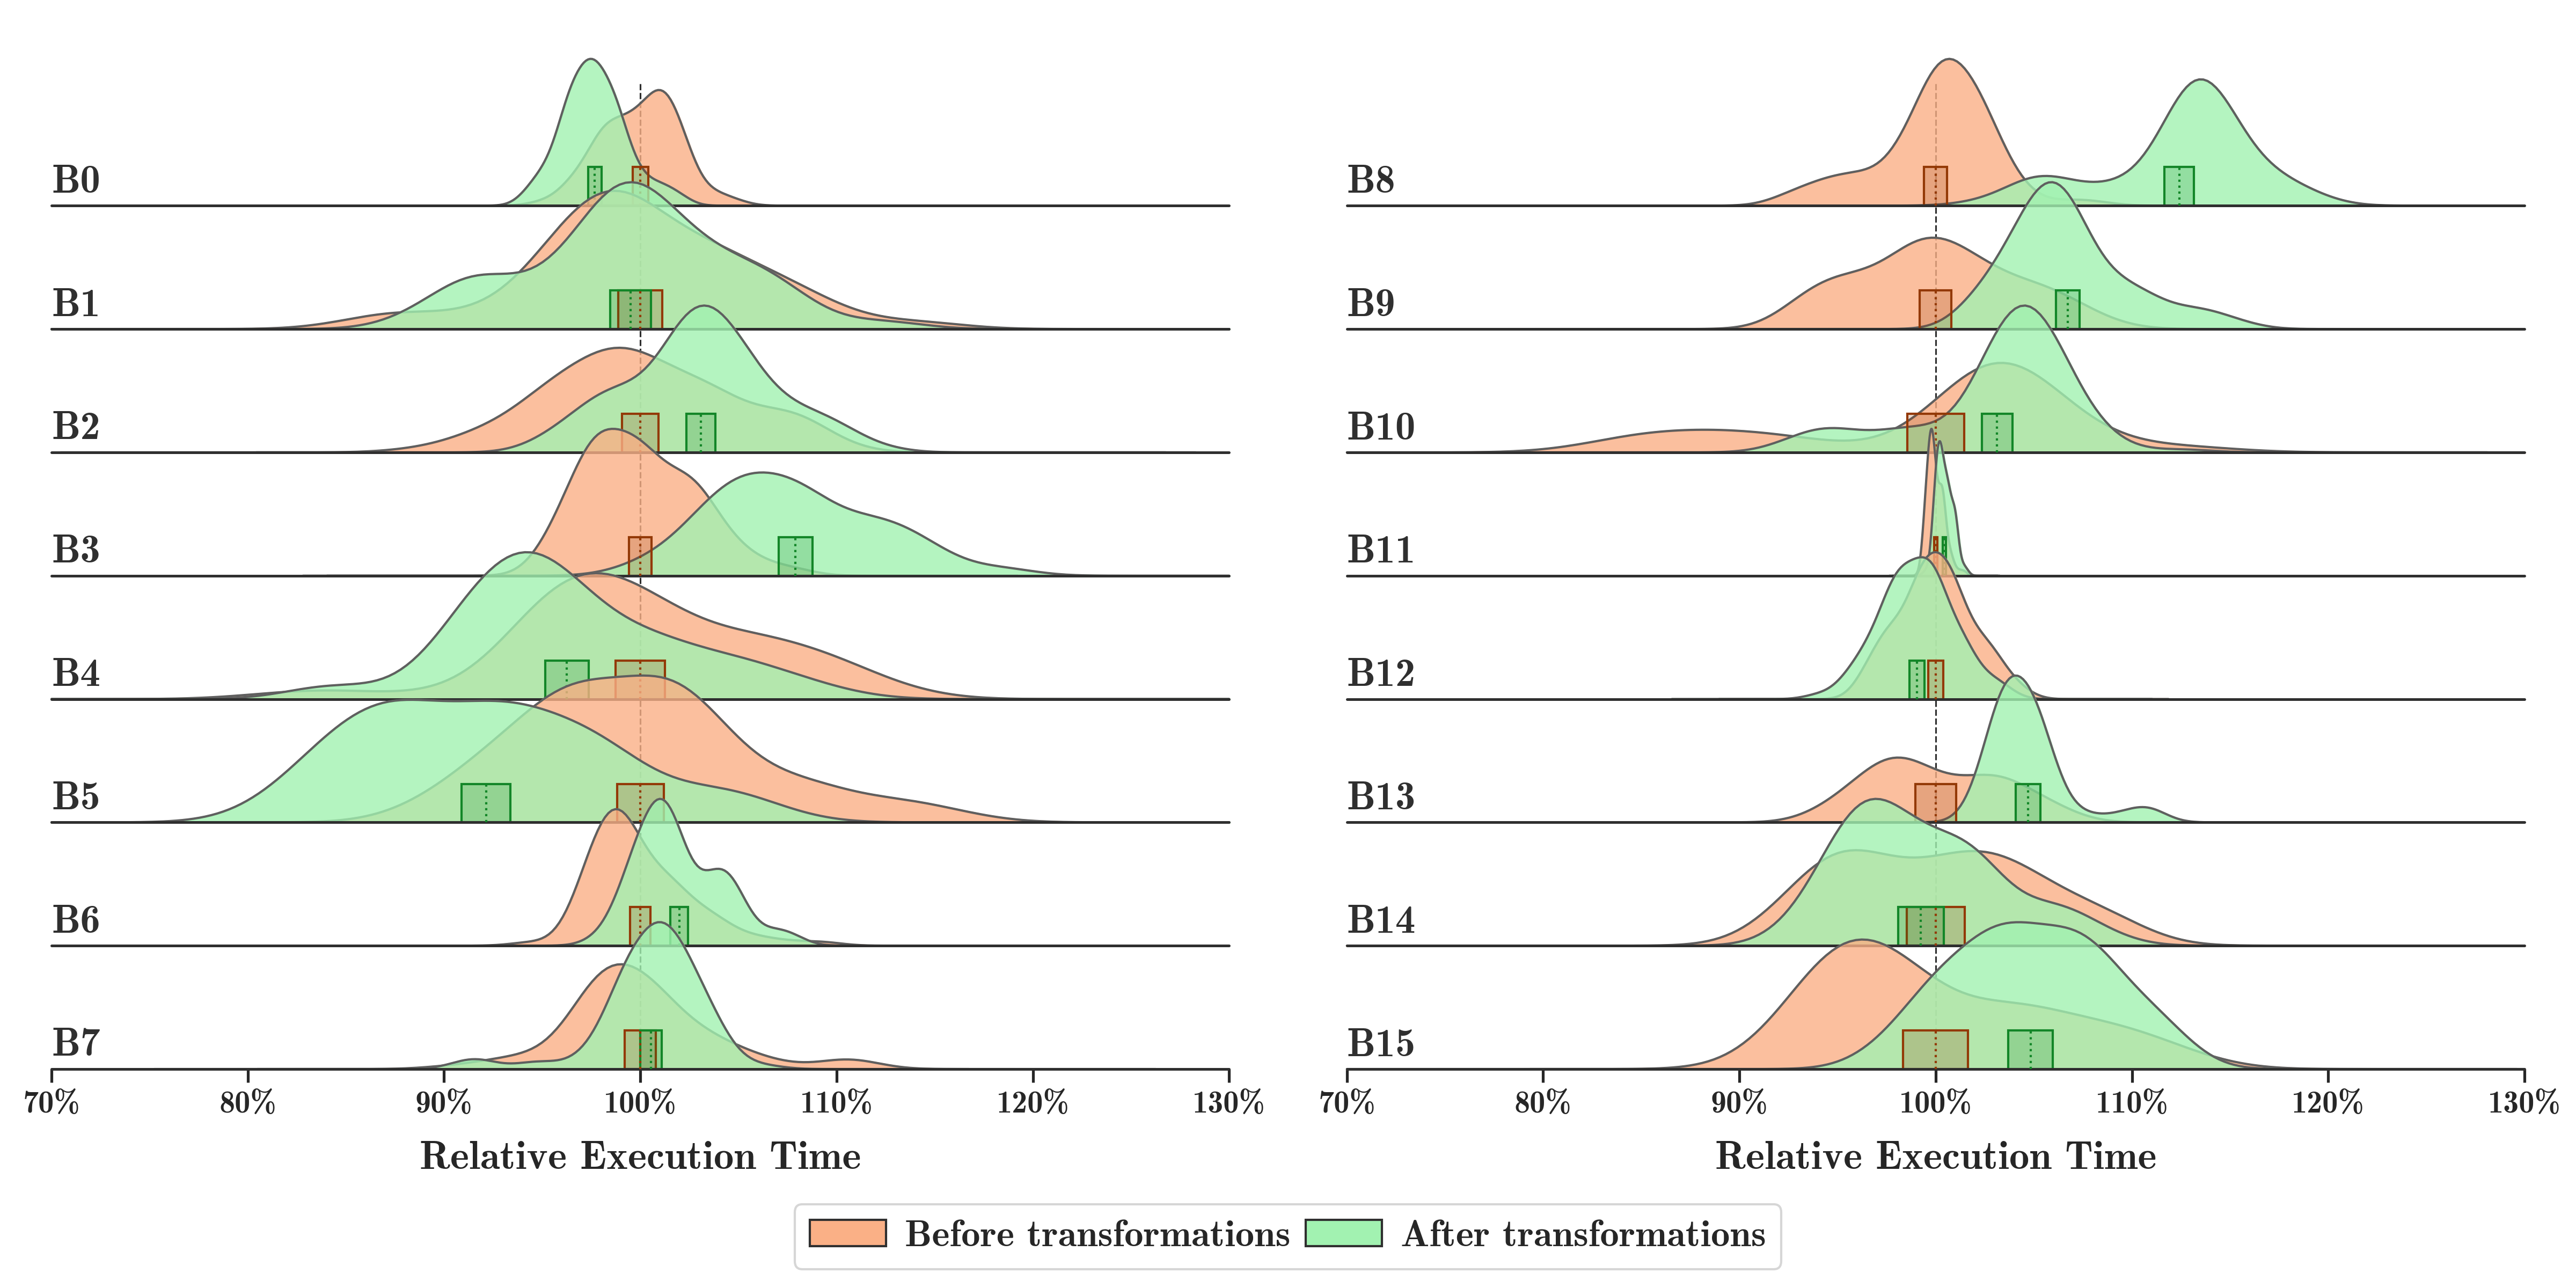 B0
B1
B2
B3
B4
B5
B6
B7
70% 80% 90% 100% 110% 120% 130%
Relative Execution Time
B8
B9
B10
B11
B12
B13
B14
B15
70% 80% 90% 100% 110% 120% 130%
Relative Execution Time
Before transformations After transformations